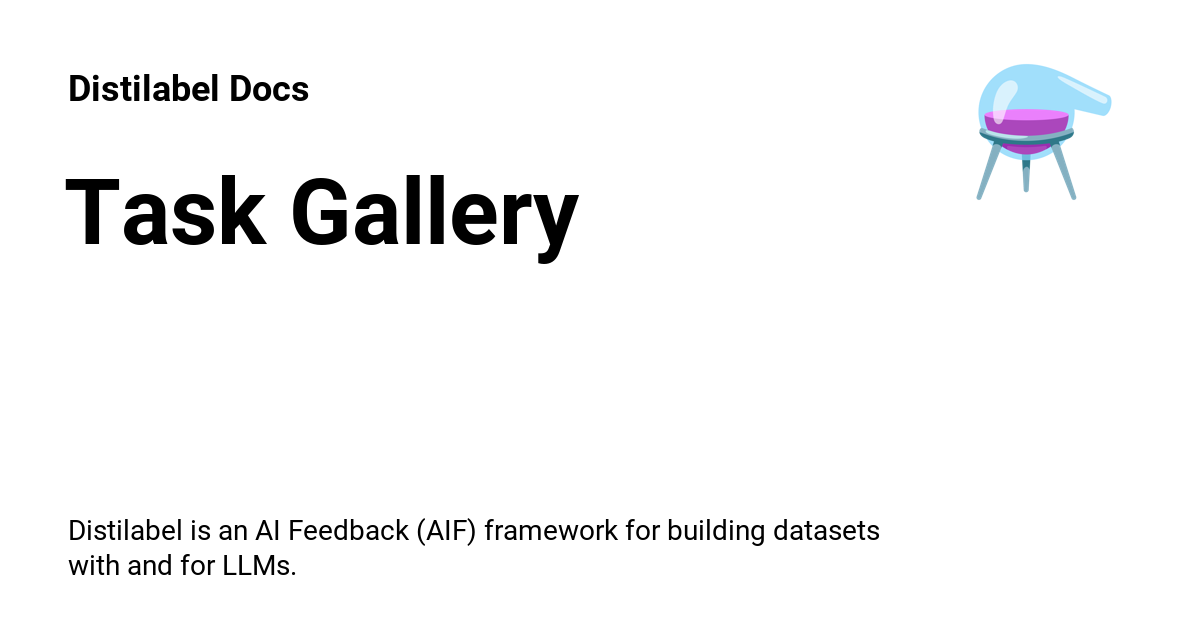 Distilabel Docs
Task Gallery
Distilabel is an AI Feedback (AIF) framework for building datasets
with and for LLMs.